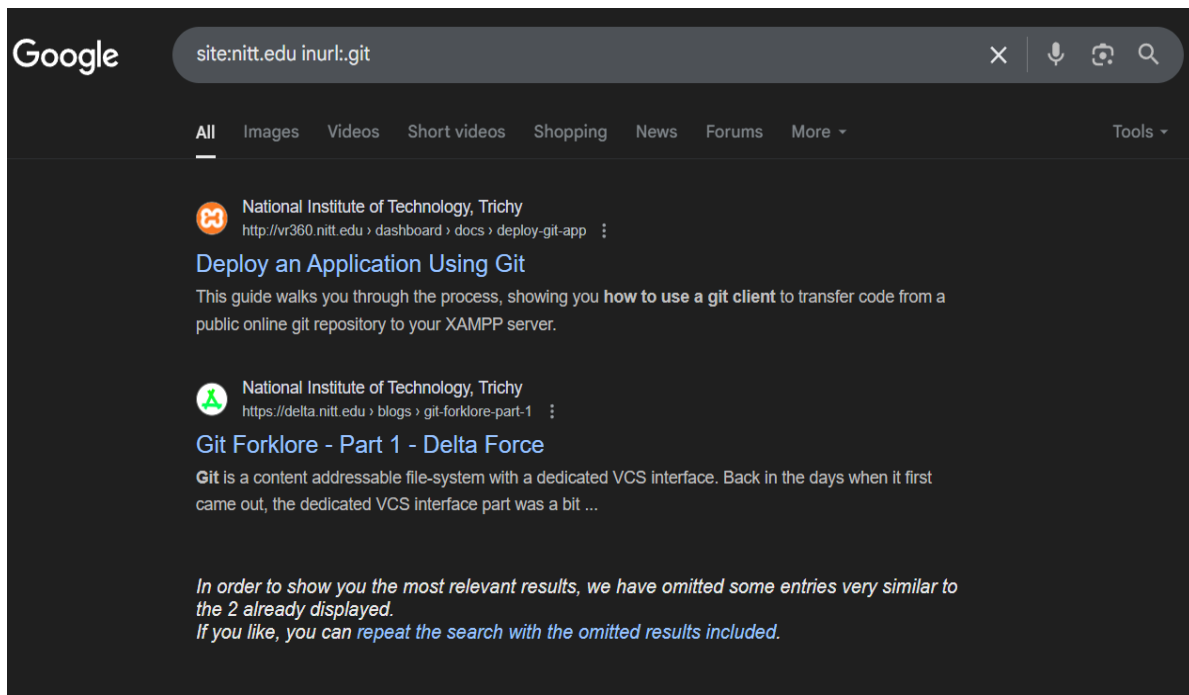 Google
site:nitt.edu inurl:.git
All Images Videos Short videos Shopping News Forums More Tools
National Institute of Technology, Trichy
http://vr360.nitt.edu › dashboard › docs › deploy-git-app
Deploy an Application Using Git
This guide walks you through the process, showing you how to use a git client to transfer code from a
public online git repository to your XAMPP server.
National Institute of Technology, Trichy
https://delta.nitt.edu › blogs › git-forklore-part-1
Git Forklore - Part 1 - Delta Force
Git is a content addressable file-system with a dedicated VCS interface. Back in the days when it first
came out, the dedicated VCS interface part was a bit ...
In order to show you the most relevant results, we have omitted some entries very similar to
the 2 already displayed.
If you like, you can repeat the search with the omitted results included.